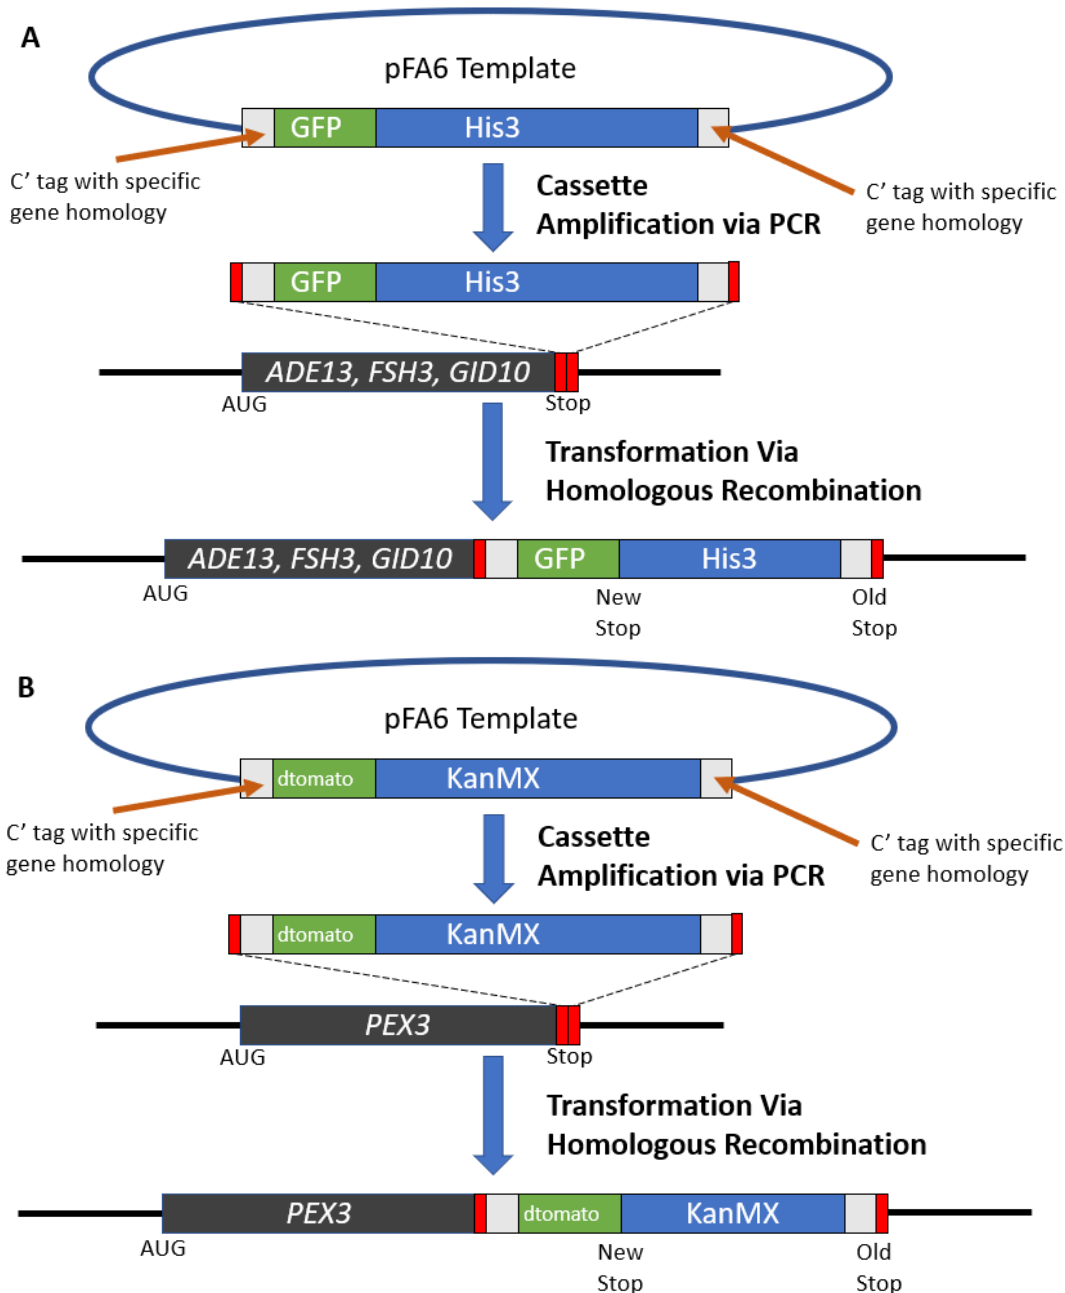 A
pFA6 Template
GFP
His3
C’ tag with specific
gene homology
C’ tag with specific
gene homology
Cassette
Amplification via PCR
GFP
His3
ADE13, FSH3, GID10
AUG
Stop
Transformation Via
Homologous Recombination
ADE13, FSH3, GID10
GFP
His3
AUG
New
Stop
Old
Stop
B
pFA6 Template
dtomato
KanMX
C’ tag with specific
gene homology
C’ tag with specific
gene homology
Cassette
Amplification via PCR
dtomato
KanMX
PEX3
AUG
Stop
Transformation Via
Homologous Recombination
PEX3
dtomato
KanMX
AUG
New
Stop
Old
Stop